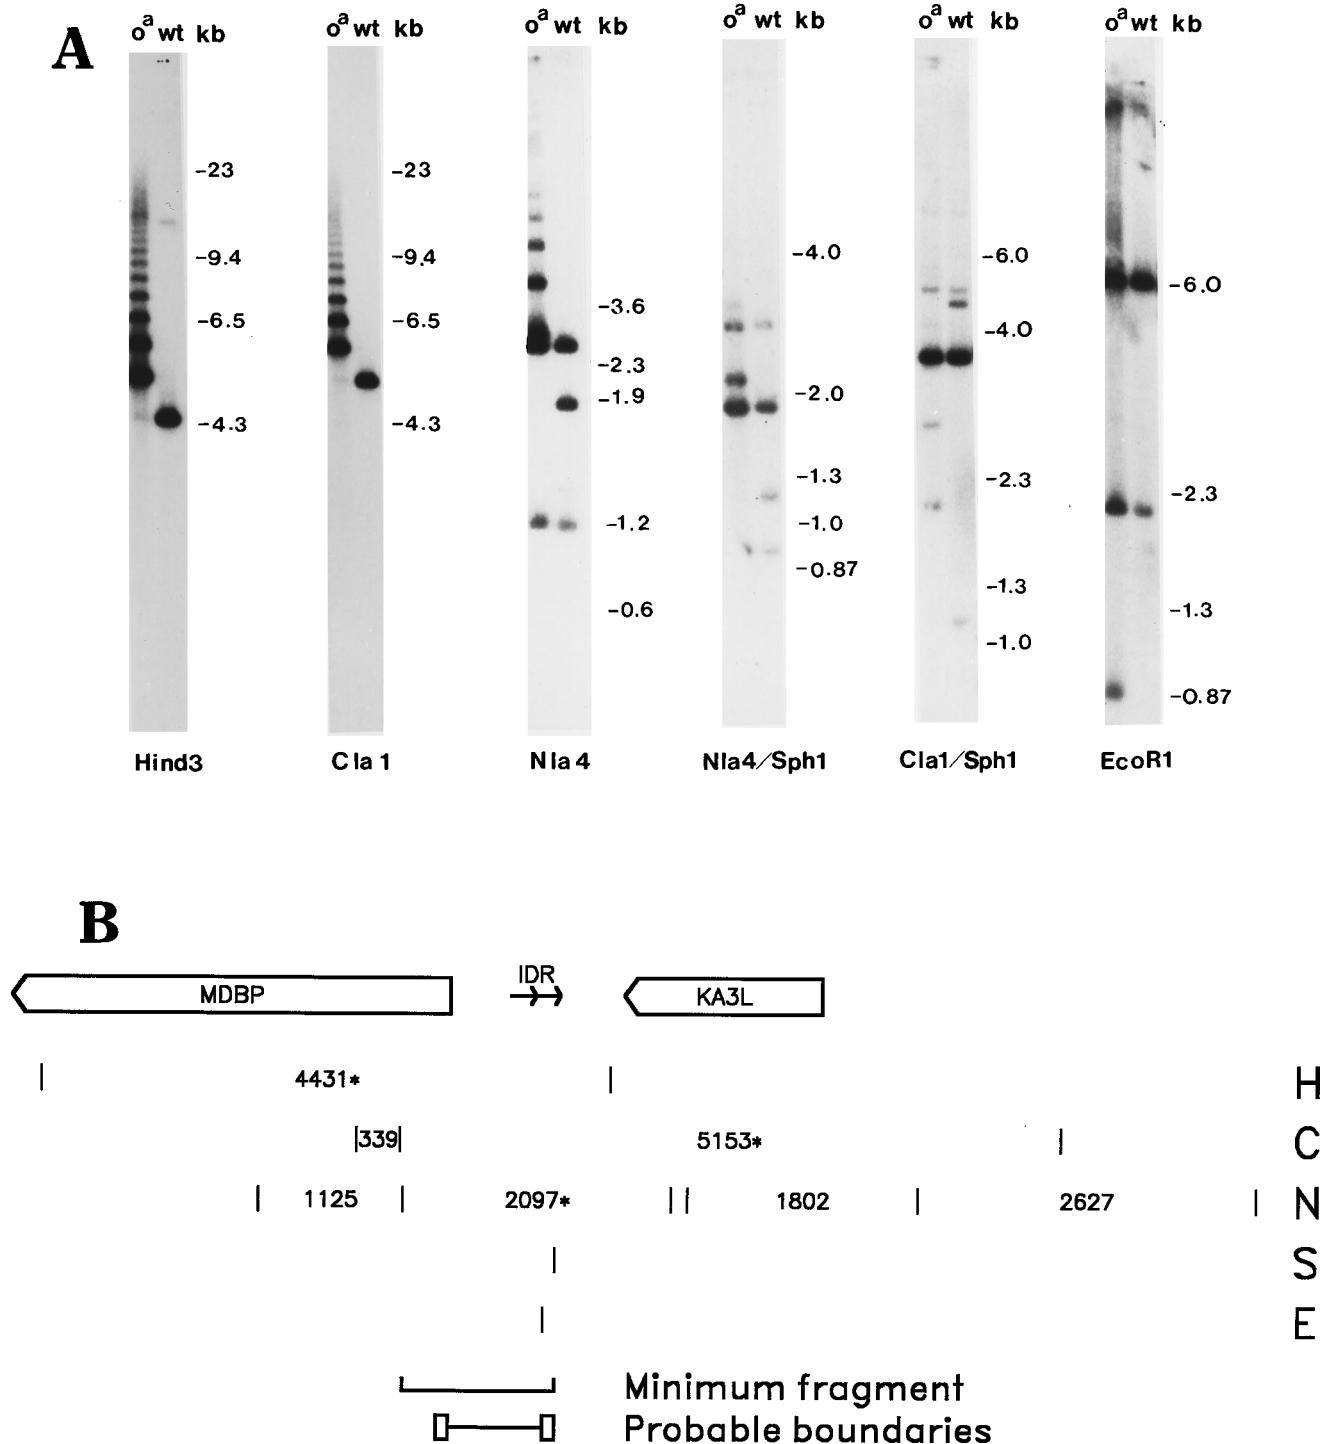 A
oª wt kb
-23
-9.4
-6.5
-4.3
Hind3
oª wt kb
-23
-9.4
-6.5
-4.3
Cla 1
oª wt kb
-3.6
-2.3
-1.9
-1.2
-0.6
Nla 4
oª wt kb
-4.0
-2.0
-1.3
-1.0
-0.87
Nla4/Sph1
oª wt kb
-6.0
-4.0
-2.3
-1.3
-1.0
Cla1/Sph1
oª wt kb
-6.0
-2.3
-1.3
-0.87
EcoR1
B
MDBP IDR KA3L
4431* H
339 5153* C
1125 2097* 1802 2627 N
S
E
Minimum fragment
Probable boundaries